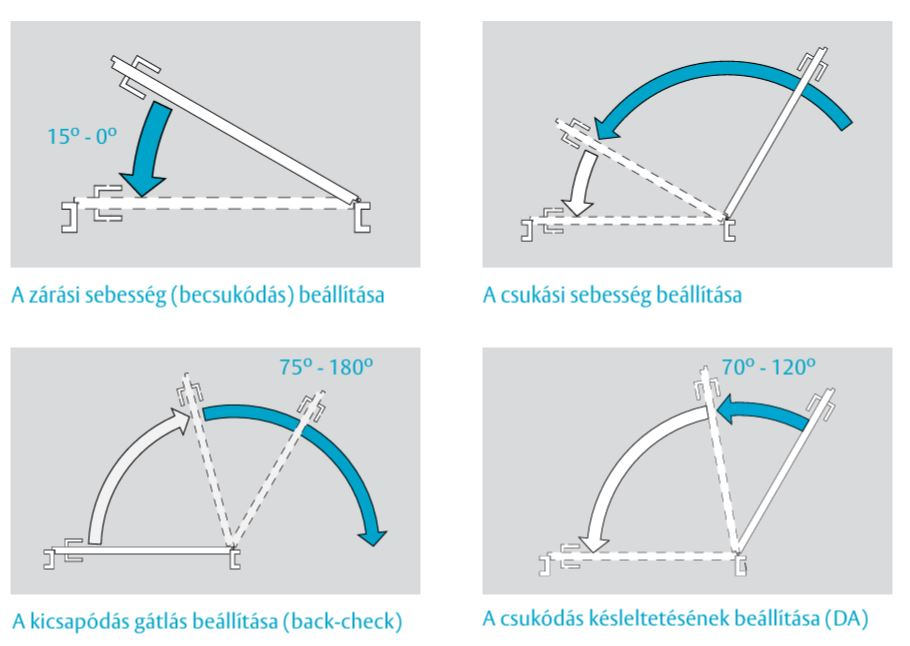 15º - 0º
A zárási sebesség (becsukódás) beállítása
A csukási sebesség beállítása
75º - 180º
70º - 120º
A kicsapódás gátlás beállítása (back-check)
A csukódás késleltetésének beállítása (DA)